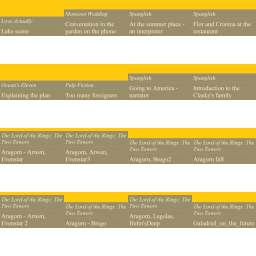 Love Actually
Lake scene
Monsoon Wedding
Conversation in the
garden on the phone
Spanglish
At the summer place -
an interpreter
Spanglish
Flor and Cristina at the
restaurant
Ocean's Eleven
Explaining the plan
Pulp Fiction
Too many foreigners
Spanglish
Going to America -
narrator
Spanglish
Introduction to the
Closky's family
The Lord of the Rings: The
Two Towers
Aragorn - Arwen,
Evenstar
The Lord of the Rings: The
Two Towers
Aragorn, Arwen,
Evenstar3
The Lord of the Rings: The
Two Towers
Aragorn, Brego2
The Lord of the Rings: The
Two Towers
Aragorn fall
The Lord of the Rings: The
Two Towers
Aragorn - Arwen,
Evenstar 2
The Lord of the Rings: The
Two Towers
Aragorn - Brego
The Lord of the Rings: The
Two Towers
Aragorn, Legolas,
Helm'sDeep
The Lord of the Rings: The
Two Towers
Galadriel_on_the_future